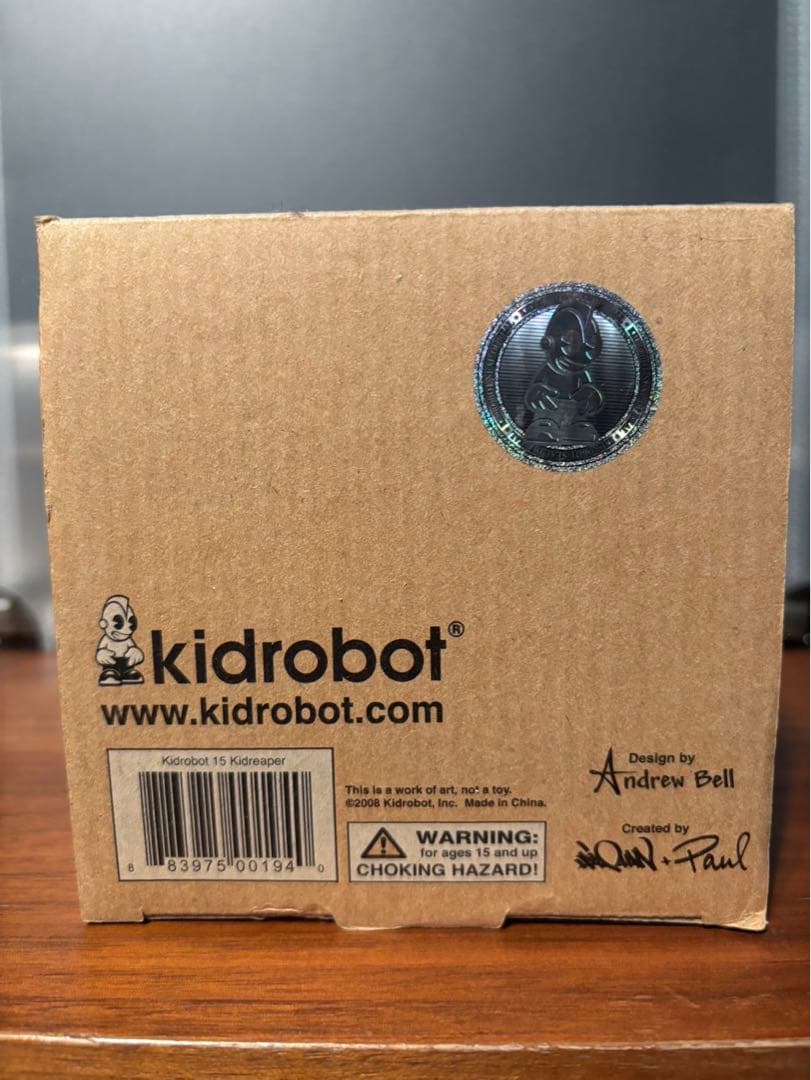 kidrobot®
www.kidrobot.com
Kidrobot 15 Kidreaper
8 83975 00194 0
This is a work of art, not a toy.
©2008 Kidrobot, Inc. Made in China.
WARNING:
for ages 15 and up
CHOKING HAZARD!
Design by
Andrew Bell
Created by
+ Paul